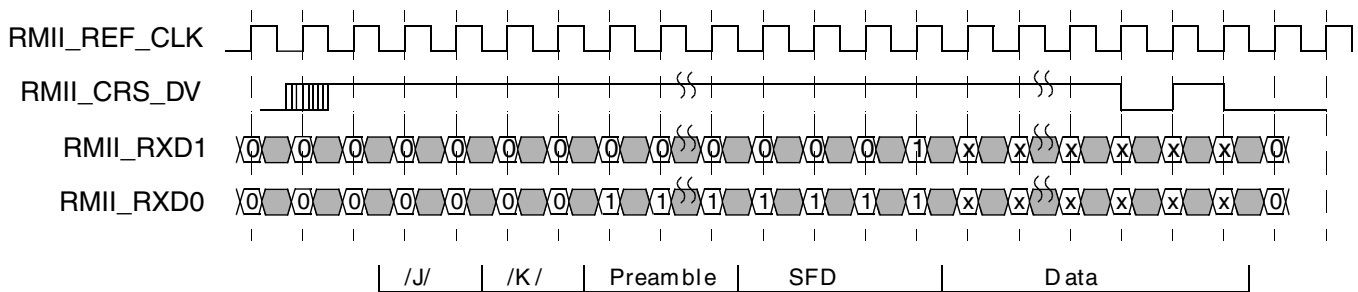 RMII_REF_CLK
RMII_CRS_DV
RMII_RXD1 0 0 0 0 0 0 0 0 0 0 0 0 0 1 x x x x x x 0
RMII_RXD0 0 0 0 0 0 0 0 1 1 1 1 1 1 1 x x x x x x 0
/J/ /K/ Preamble SFD Data